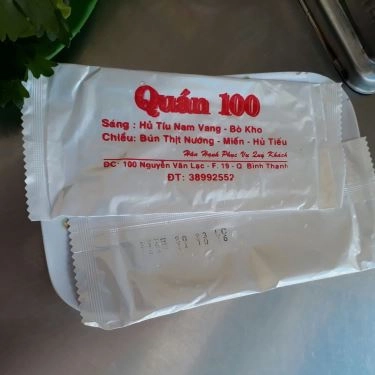 Quán 100
Sáng : Hủ Tíu Nam Vang - Bò Kho
Chiều: Bún Thịt Nướng - Miến - Hủ Tiếu
Hân Hạnh Phục Vụ Quý Khách
ĐC: 100 Nguyễn Văn Lạc - F. 19 - Q. Bình Thạnh
ĐT: 38992552